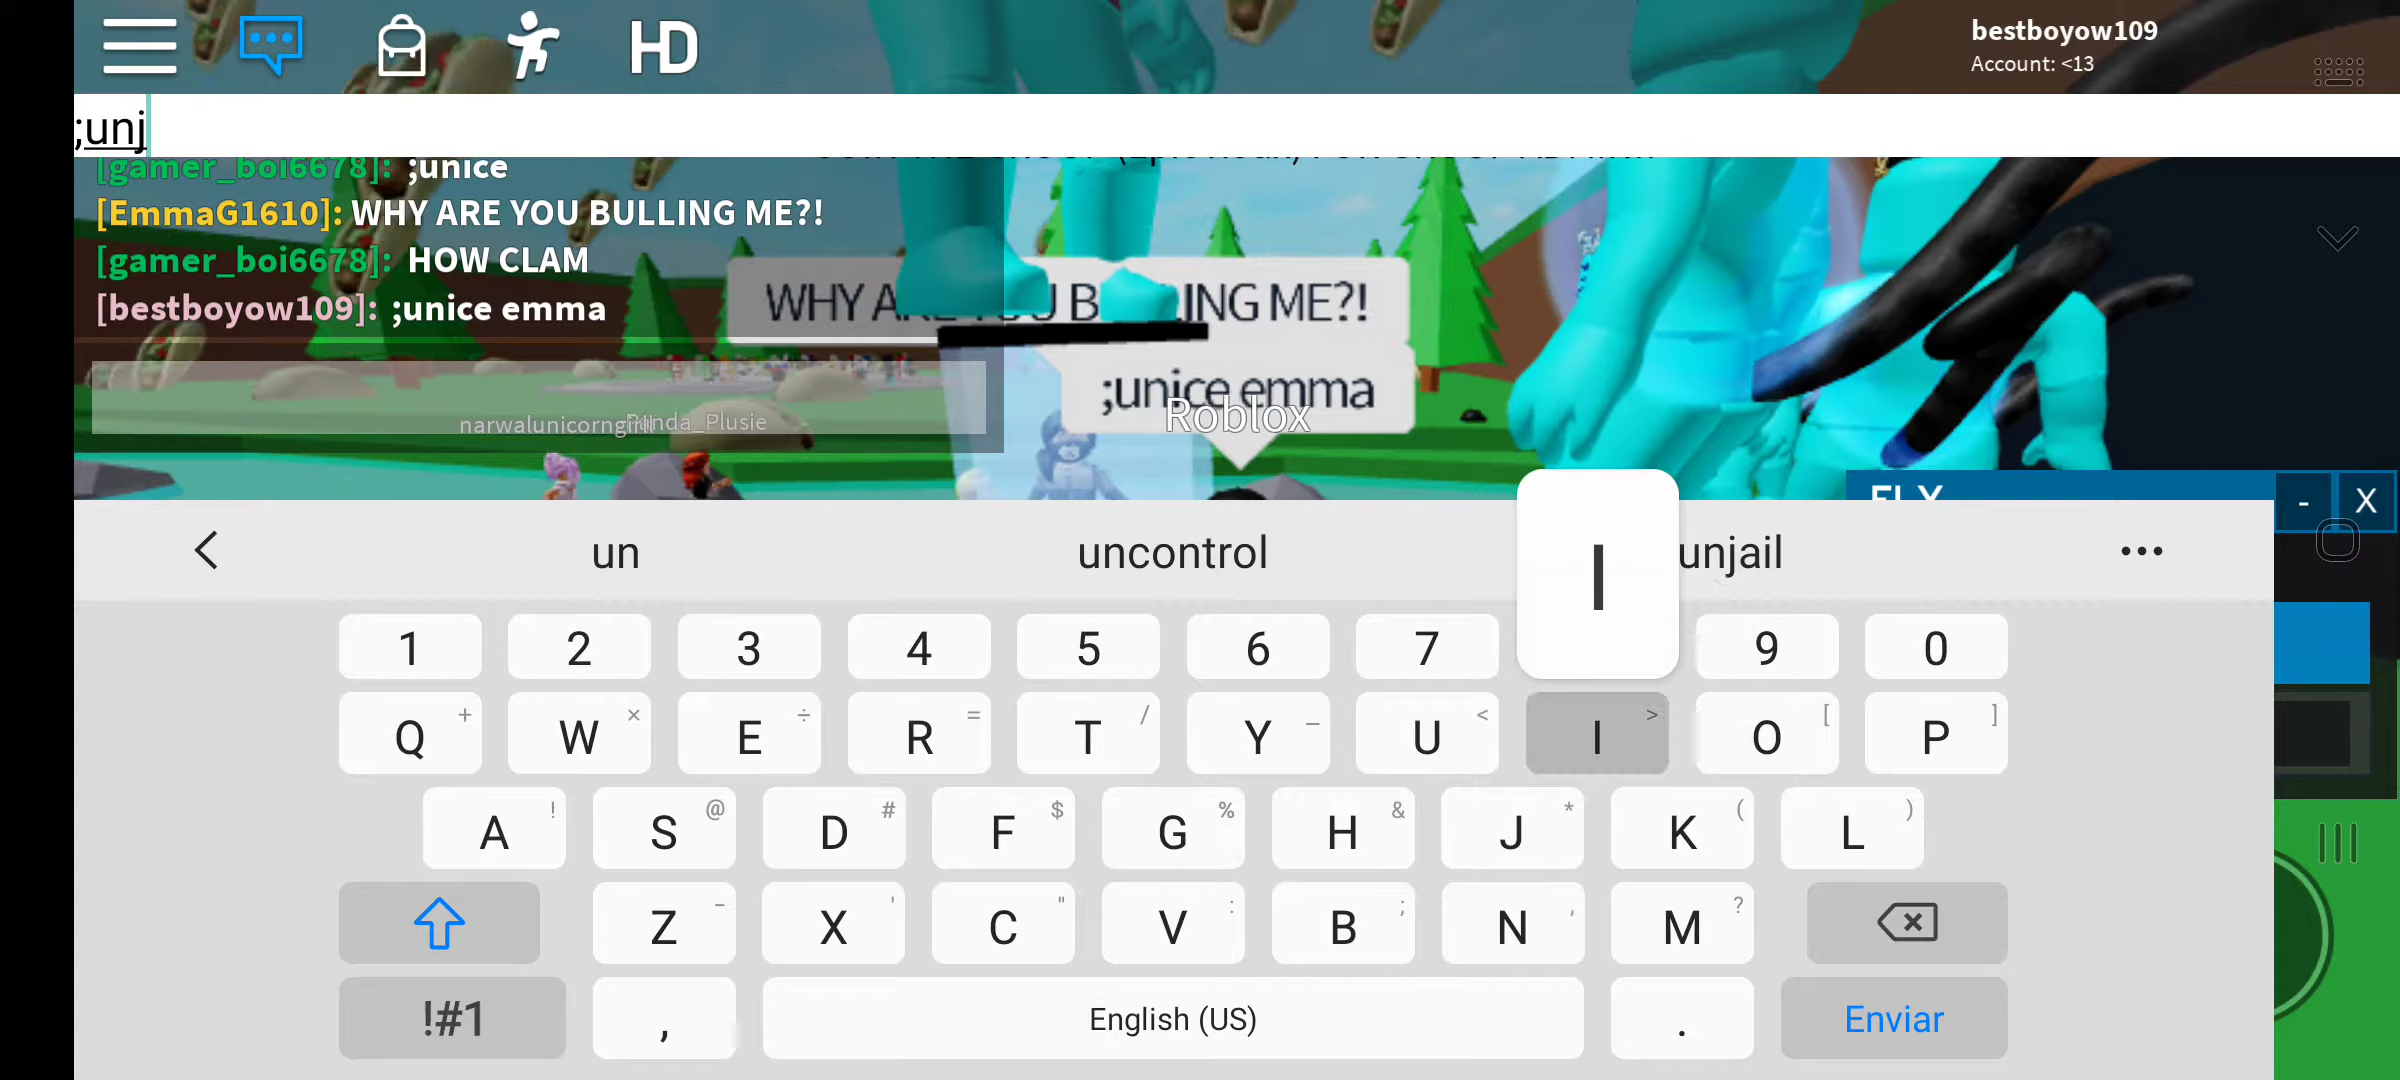 HD
bestboyow109
Account: <13
;unj
[gamer_boi6678]: ;unice
[EmmaG1610]: WHY ARE YOU BULLING ME?!
[gamer_boi6678]: HOW CLAM
[bestboyow109]: ;unice emma
ING ME?!
;unice emma
Roblox
Panda_Plusie
FLY
- X
un uncontrol unjail
I
1 2 3 4 5 6 7 9 0
Q + W × E ÷ R = T / Y _ U < I > O [ P ]
A ! S @ D # F $ G % H & J * K ( L )
Z - X ' C " V : B ; N , M ?
!#1 , English (US) . Enviar